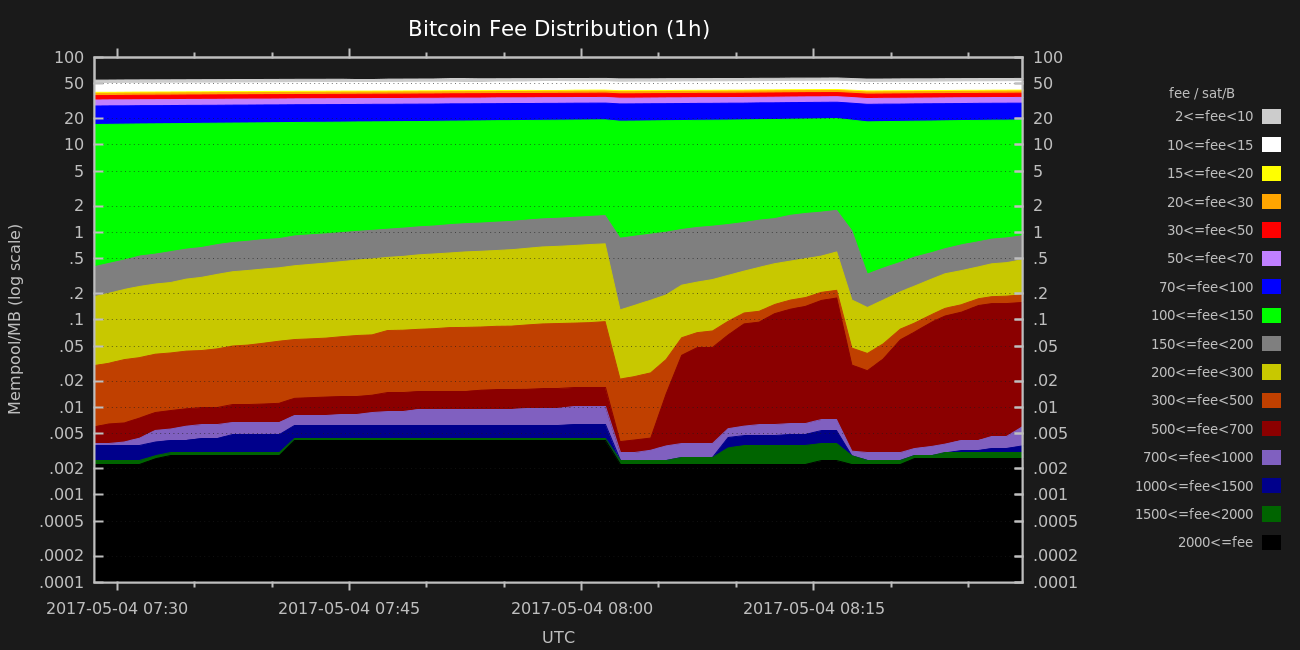 Bitcoin Fee Distribution (1h)
Mempool/MB (log scale)
100
50
20
10
5
2
1
.5
.2
.1
.05
.02
.01
.005
.002
.001
.0005
.0002
.0001
100
50
20
10
5
2
1
.5
.2
.1
.05
.02
.01
.005
.002
.001
.0005
.0002
.0001
2017-05-04 07:30 2017-05-04 07:45 2017-05-04 08:00 2017-05-04 08:15
UTC
fee / sat/B
2<=fee<10
10<=fee<15
15<=fee<20
20<=fee<30
30<=fee<50
50<=fee<70
70<=fee<100
100<=fee<150
150<=fee<200
200<=fee<300
300<=fee<500
500<=fee<700
700<=fee<1000
1000<=fee<1500
1500<=fee<2000
2000<=fee